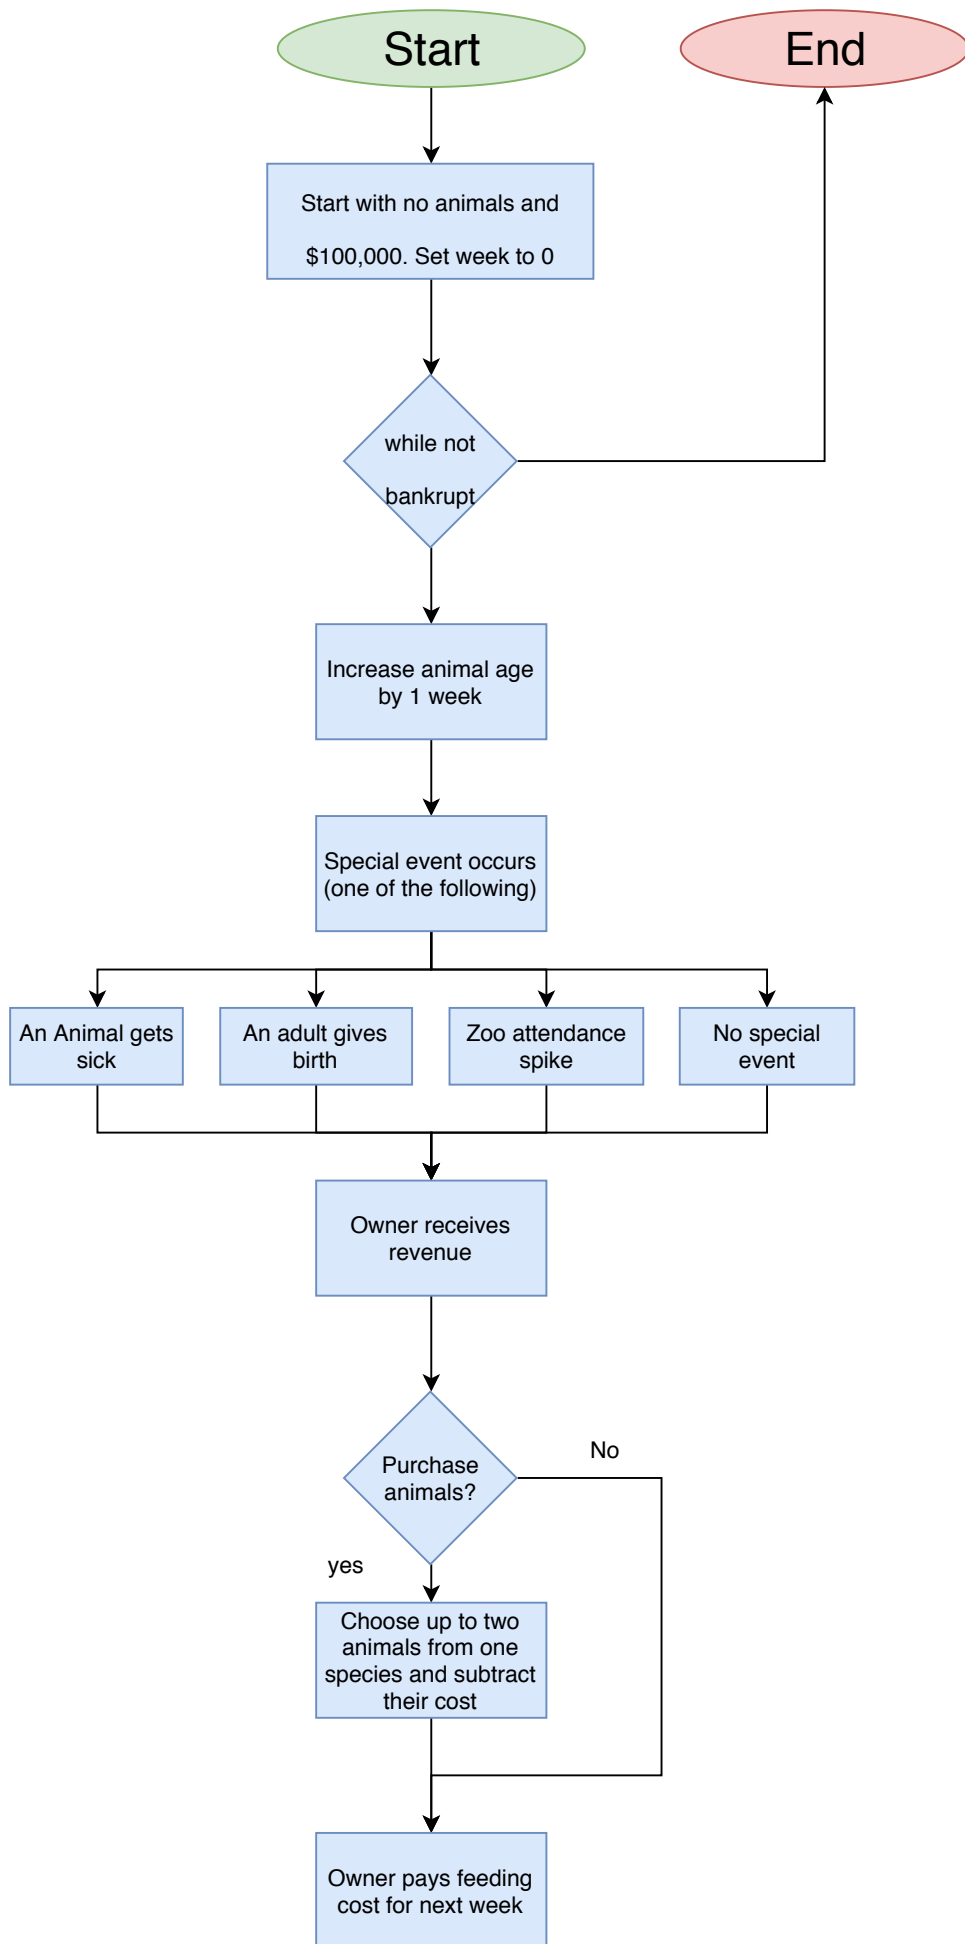 Start
End
Start with no animals and
$100,000. Set week to 0
while not
bankrupt
Increase animal age
by 1 week
Special event occurs
(one of the following)
An Animal gets
sick
An adult gives
birth
Zoo attendance
spike
No special
event
Owner receives
revenue
Purchase
animals?
No
yes
Choose up to two
animals from one
species and subtract
their cost
Owner pays feeding
cost for next week